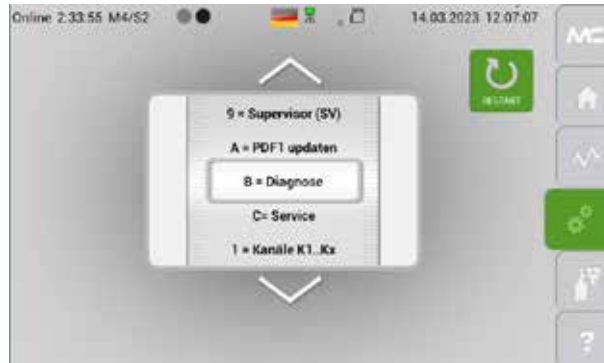 Online 2:33:55 M4/S2
14.03.2023 12:07:07
MC
RESTART
9 = Supervisor (SV)
A = PDF1 updaten
B = Diagnose
C= Service
1 = Kanäle K1..Kx
?